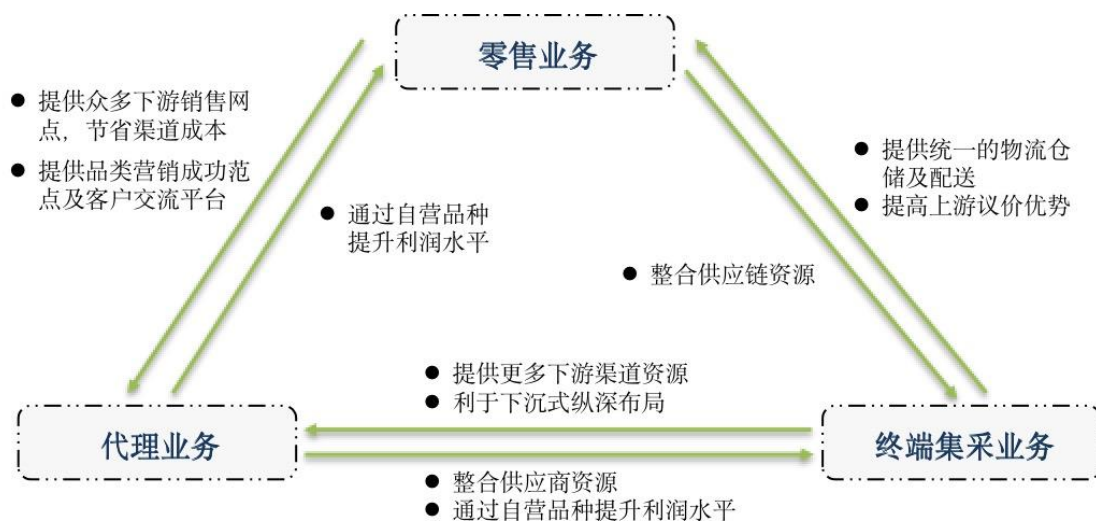 零售业务
提供众多下游销售网
点，节省渠道成本
提供品类营销成功范
点及客户交流平台
提供统一的物流仓
储及配送
提高上游议价优势
通过自营品种
提升利润水平
整合供应链资源
提供更多下游渠道资源
利于下沉式纵深布局
代理业务
终端集采业务
整合供应商资源
通过自营品种提升利润水平